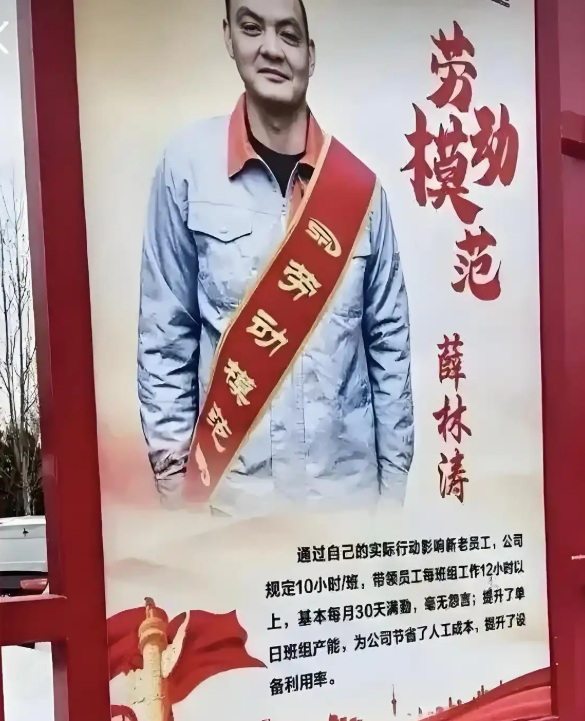 劳动模范
薛林涛
劳动模范
通过自己的实际行动影响新老员工，公司
规定10小时/班，带领员工每班组工作12小时以
上，基本每月30天满勤，毫无怨言；提升了单
日班组产能，为公司节省了人工成本，提升了设
备利用率。